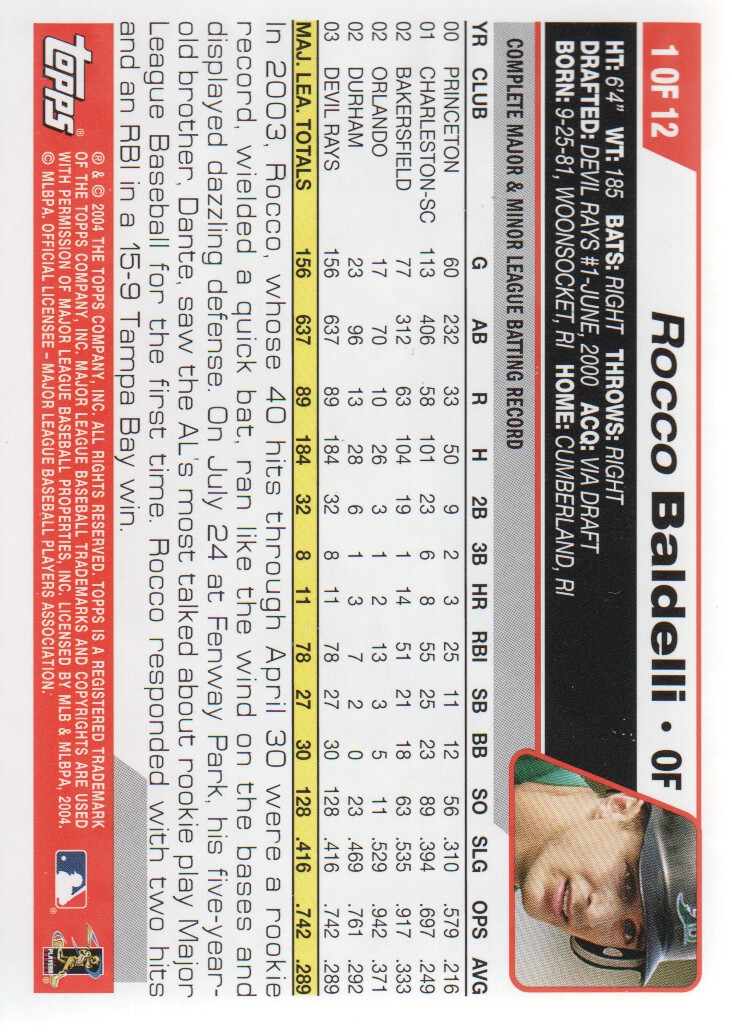 1 OF 12
Rocco Baldelli • OF
HT: 6'4" WT: 185 BATS: RIGHT THROWS: RIGHT
DRAFTED: DEVIL RAYS #1-JUNE, 2000 ACQ: VIA DRAFT
BORN: 9-25-81, WOONSOCKET, RI HOME: CUMBERLAND, RI
COMPLETE MAJOR & MINOR LEAGUE BATTING RECORD
YR CLUB G AB R H 2B 3B HR RBI SB BB SO SLG OPS AVG
00 PRINCETON 60 232 33 50 9 2 3 25 11 12 56 .310 .579 .216
01 CHARLESTON-SC 113 406 58 101 23 6 8 55 25 23 89 .394 .697 .249
02 BAKERSFIELD 77 312 63 104 19 1 14 51 21 18 63 .535 .917 .333
02 ORLANDO 17 70 10 26 3 1 2 13 3 5 11 .529 .942 .371
02 DURHAM 23 96 13 28 6 1 3 7 2 0 23 .469 .761 .292
03 DEVIL RAYS 156 637 89 184 32 8 11 78 27 30 128 .416 .742 .289
MAJ. LEA. TOTALS 156 637 89 184 32 8 11 78 27 30 128 .416 .742 .289
In 2003, Rocco, whose 40 hits through April 30 were a rookie
record, wielded a quick bat, ran like the wind on the bases and
displayed dazzling defense. On July 24 at Fenway Park, his five-year-
old brother, Dante, saw the AL's most talked about rookie play Major
League Baseball for the first time. Rocco responded with two hits
and an RBI in a 15-9 Tampa Bay win.
topps®
® & © 2004 THE TOPPS COMPANY, INC. ALL RIGHTS RESERVED. TOPPS IS A REGISTERED TRADEMARK
OF THE TOPPS COMPANY, INC. MAJOR LEAGUE BASEBALL TRADEMARKS AND COPYRIGHTS ARE USED
WITH PERMISSION OF MAJOR LEAGUE BASEBALL PROPERTIES, INC. LICENSED BY MLB & MLBPA, 2004.
© MLBPA. OFFICIAL LICENSEE – MAJOR LEAGUE BASEBALL PLAYERS ASSOCIATION.